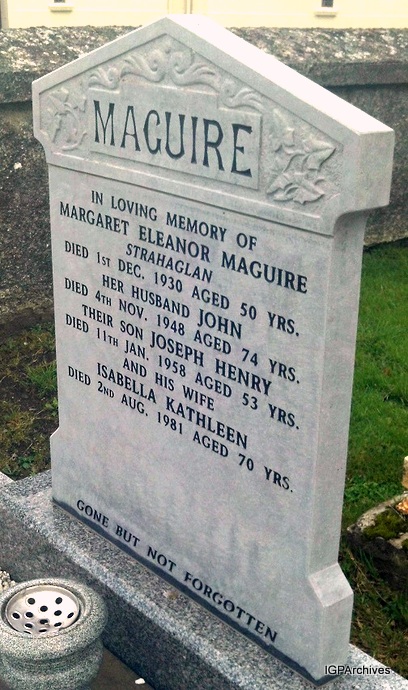 MAGUIRE
IN LOVING MEMORY OF
MARGARET ELEANOR MAGUIRE
STRAHAGLAN
DIED 1ST DEC. 1930 AGED 50 YRS.
HER HUSBAND JOHN
DIED 4TH NOV. 1948 AGED 74 YRS.
THEIR SON JOSEPH HENRY
DIED 11TH JAN. 1958 AGED 53 YRS.
AND HIS WIFE
ISABELLA KATHLEEN
DIED 2ND AUG. 1981 AGED 70 YRS.
GONE BUT NOT FORGOTTEN
IGPArchives